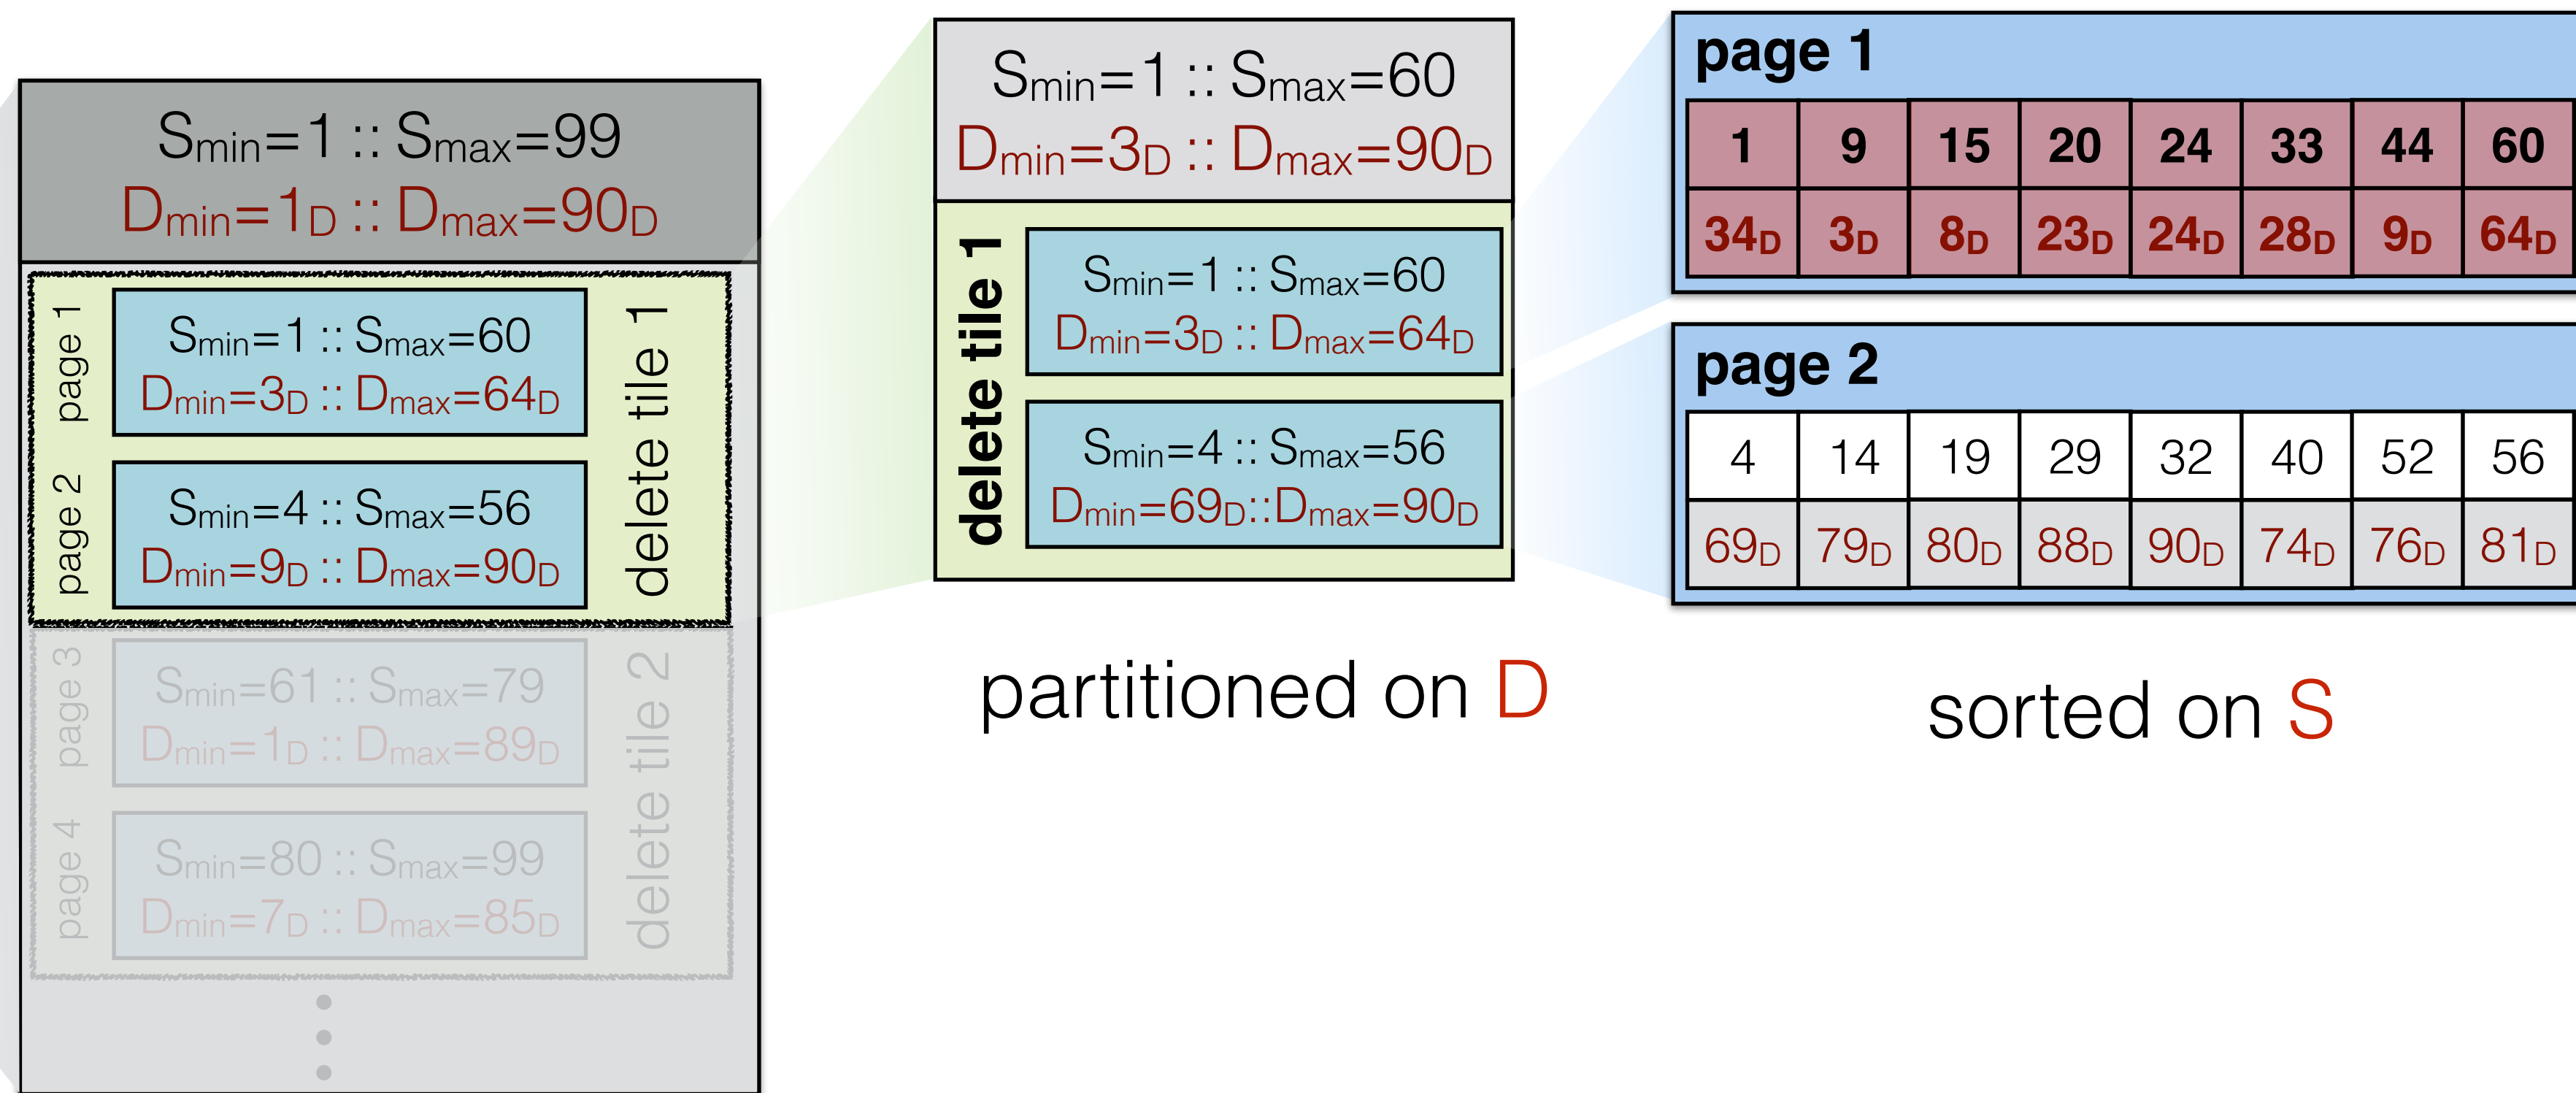 Smin=1 :: Smax=99
Dmin=1D :: Dmax=90D
page 1
Smin=1 :: Smax=60
Dmin=3D :: Dmax=64D
page 2
Smin=4 :: Smax=56
Dmin=9D :: Dmax=90D
delete tile 1
page 3
Smin=61 :: Smax=79
Dmin=1D :: Dmax=89D
page 4
Smin=80 :: Smax=99
Dmin=7D :: Dmax=85D
delete tile 2
Smin=1 :: Smax=60
Dmin=3D :: Dmax=90D
delete tile 1
Smin=1 :: Smax=60
Dmin=3D :: Dmax=64D
Smin=4 :: Smax=56
Dmin=69D::Dmax=90D
partitioned on D
page 1
1 9 15 20 24 33 44 60
34D 3D 8D 23D 24D 28D 9D 64D
page 2
4 14 19 29 32 40 52 56
69D 79D 80D 88D 90D 74D 76D 81D
sorted on S